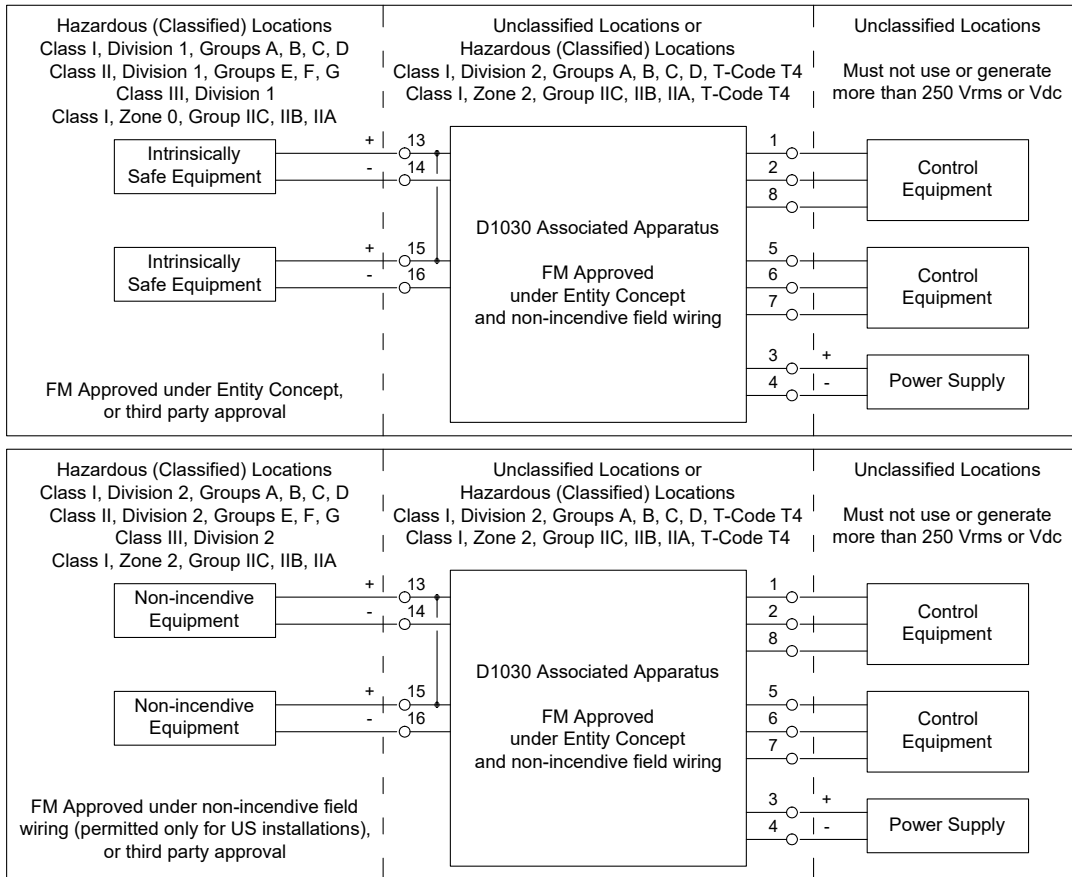 Hazardous (Classified) Locations
Class I, Division 1, Groups A, B, C, D
Class II, Division 1, Groups E, F, G
Class III, Division 1
Class I, Zone 0, Group IIC, IIB, IIA
Unclassified Locations or
Hazardous (Classified) Locations
Class I, Division 2, Groups A, B, C, D, T-Code T4
Class I, Zone 2, Group IIC, IIB, IIA, T-Code T4
Unclassified Locations
Must not use or generate
more than 250 Vrms or Vdc
Intrinsically
Safe Equipment
+
-
13
14
Intrinsically
Safe Equipment
+
-
15
16
FM Approved under Entity Concept,
or third party approval
D1030 Associated Apparatus
FM Approved
under Entity Concept
and non-incendive field wiring
1
2
8
Control
Equipment
5
6
7
Control
Equipment
3
4
+
-
Power Supply
Hazardous (Classified) Locations
Class I, Division 2, Groups A, B, C, D
Class II, Division 2, Groups E, F, G
Class III, Division 2
Class I, Zone 2, Group IIC, IIB, IIA
Unclassified Locations or
Hazardous (Classified) Locations
Class I, Division 2, Groups A, B, C, D, T-Code T4
Class I, Zone 2, Group IIC, IIB, IIA, T-Code T4
Unclassified Locations
Must not use or generate
more than 250 Vrms or Vdc
Non-incendive
Equipment
+
-
13
14
Non-incendive
Equipment
+
-
15
16
FM Approved under non-incendive field
wiring (permitted only for US installations),
or third party approval
D1030 Associated Apparatus
FM Approved
under Entity Concept
and non-incendive field wiring
1
2
8
Control
Equipment
5
6
7
Control
Equipment
3
4
+
-
Power Supply